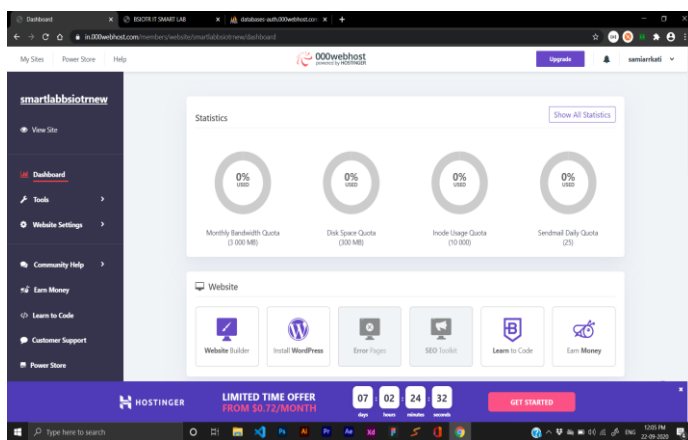 Dashboard
BSIOTR IT SMART LAB
databases-auth.000webhost.com
in.000webhost.com/members/website/smartlabbsiotrnew/dashboard
My Sites Power Store Help
000webhost
powered by HOSTINGER
Upgrade
samiarrkati
smartlabbsiotrnew
View Site
Dashboard
Tools
Website Settings
Community Help
Earn Money
Learn to Code
Customer Support
Power Store
Statistics
Show All Statistics
0%
USED
Monthly Bandwidth Quota
(3 000 MB)
0%
USED
Disk Space Quota
(300 MB)
0%
USED
Inode Usage Quota
(10 000)
0%
USED
Sendmail Daily Quota
(25)
Website
Website Builder
Install WordPress
Error Pages
SEO Toolkit
Learn to Code
Earn Money
HOSTINGER
LIMITED TIME OFFER
FROM $0.72/MONTH
07 : 02 : 24 : 32
days hours minutes seconds
GET STARTED
Type here to search
Ps Ai Pr Ae Xd
ENG
12:05 PM
22-09-2020